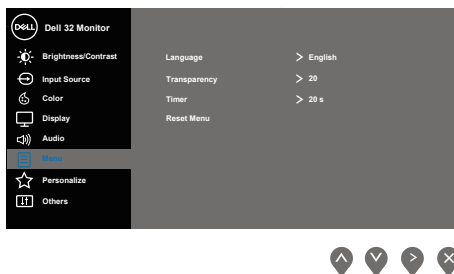 DELL Dell 32 Monitor
Brightness/Contrast
Input Source
Color
Display
Audio
Menu
Personalize
Others
Language > English
Transparency > 20
Timer > 20 s
Reset Menu